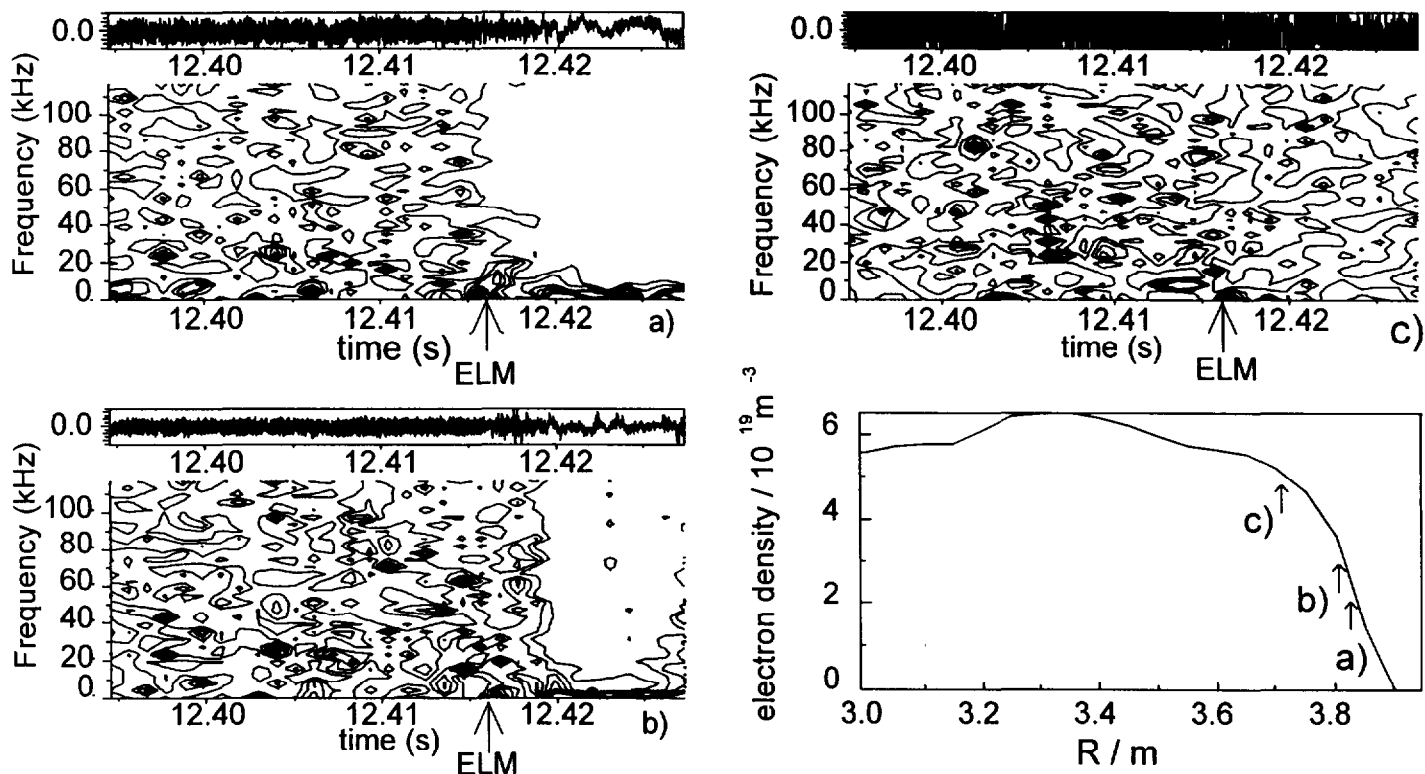 0.0
12.40 12.41 12.42
Frequency (kHz)
100
80
60
40
20
0
12.40 12.41 12.42
time (s)
a)
ELM
0.0
12.40 12.41 12.42
Frequency (kHz)
100
80
60
40
20
0
12.40 12.41 12.42
time (s)
c)
ELM
0.0
12.40 12.41 12.42
Frequency (kHz)
100
80
60
40
20
0
12.40 12.41 12.42
time (s)
b)
ELM
electron density / 10 19 m -3
6
4
2
0
c)
b)
a)
3.0 3.2 3.4 3.6 3.8
R / m